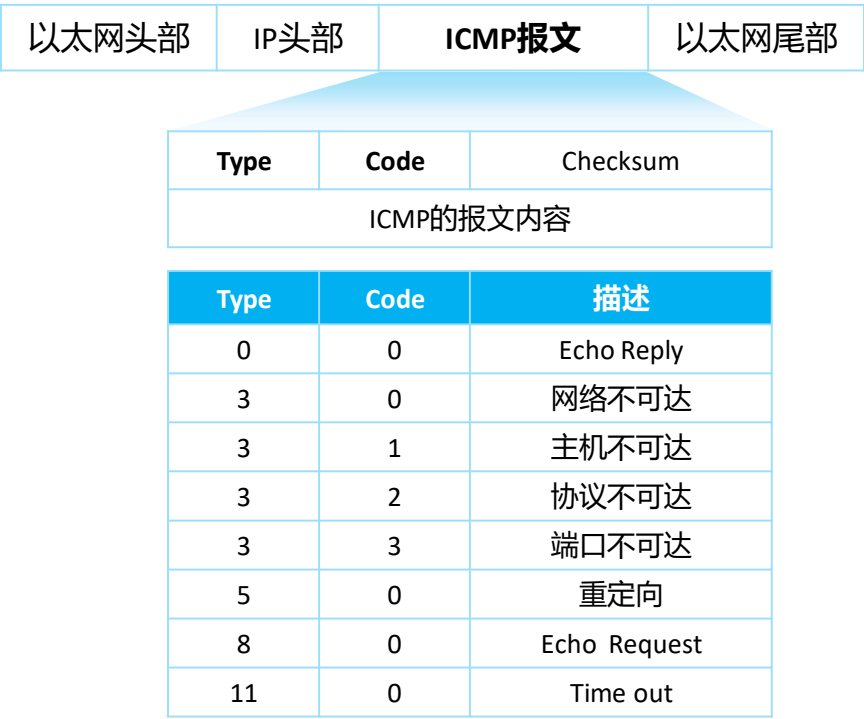 以太网头部 IP头部 ICMP报文 以太网尾部
Type Code Checksum
ICMP的报文内容
Type Code 描述
0 0 Echo Reply
3 0 网络不可达
3 1 主机不可达
3 2 协议不可达
3 3 端口不可达
5 0 重定向
8 0 Echo Request
11 0 Time out